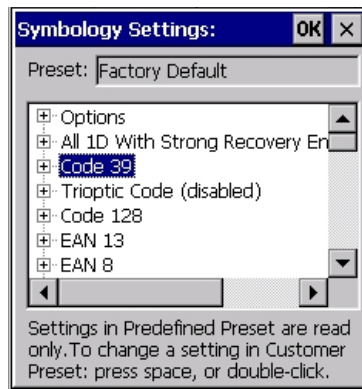 Symbology Settings: OK ×
Preset: Factory Default
Options
All 1D With Strong Recovery En
Code 39
Trioptic Code (disabled)
Code 128
EAN 13
EAN 8
Settings in Predefined Preset are read
only.To change a setting in Customer
Preset: press space, or double-click.